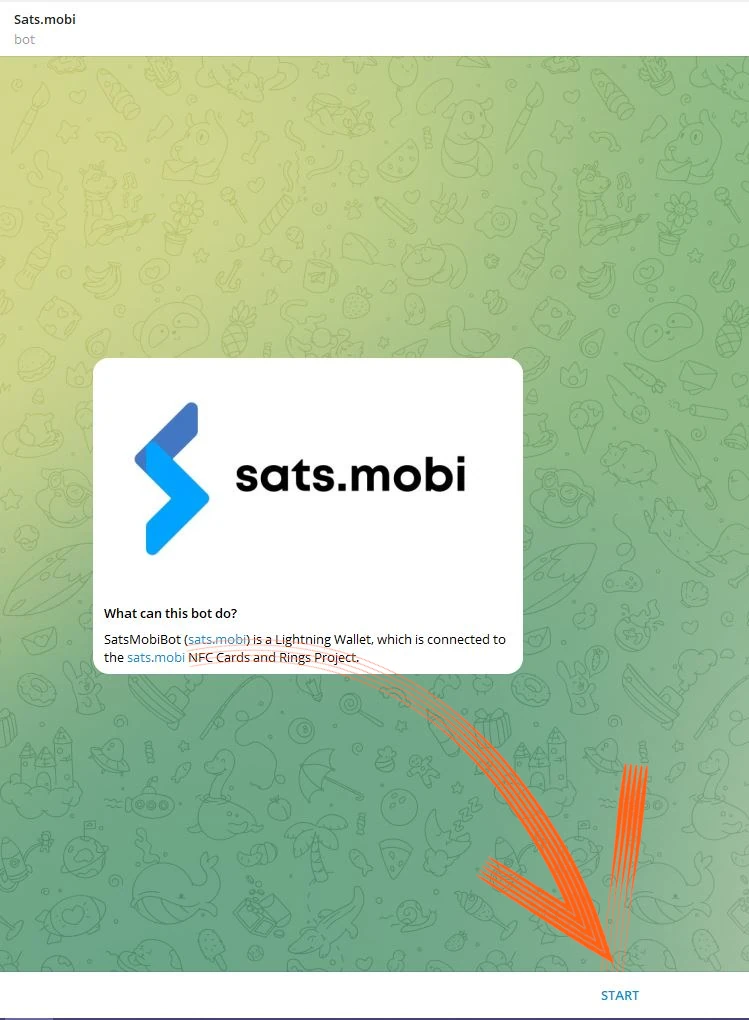 Sats.mobi
bot
sats.mobi
What can this bot do?
SatsMobiBot (sats.mobi) is a Lightning Wallet, which is connected to
the sats.mobi NFC Cards and Rings Project.
START